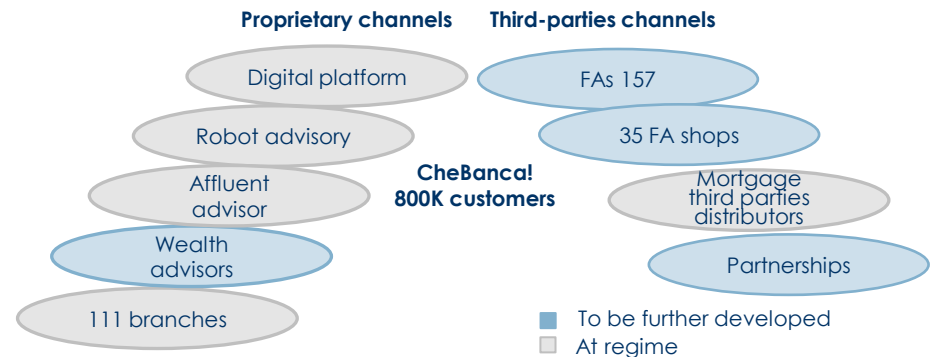 Proprietary channels
Third-parties channels
Digital platform
Robot advisory
Affluent
advisor
Wealth
advisors
111 branches
CheBanca!
800K customers
FAs 157
35 FA shops
Mortgage
third parties
distributors
Partnerships
To be further developed
At regime